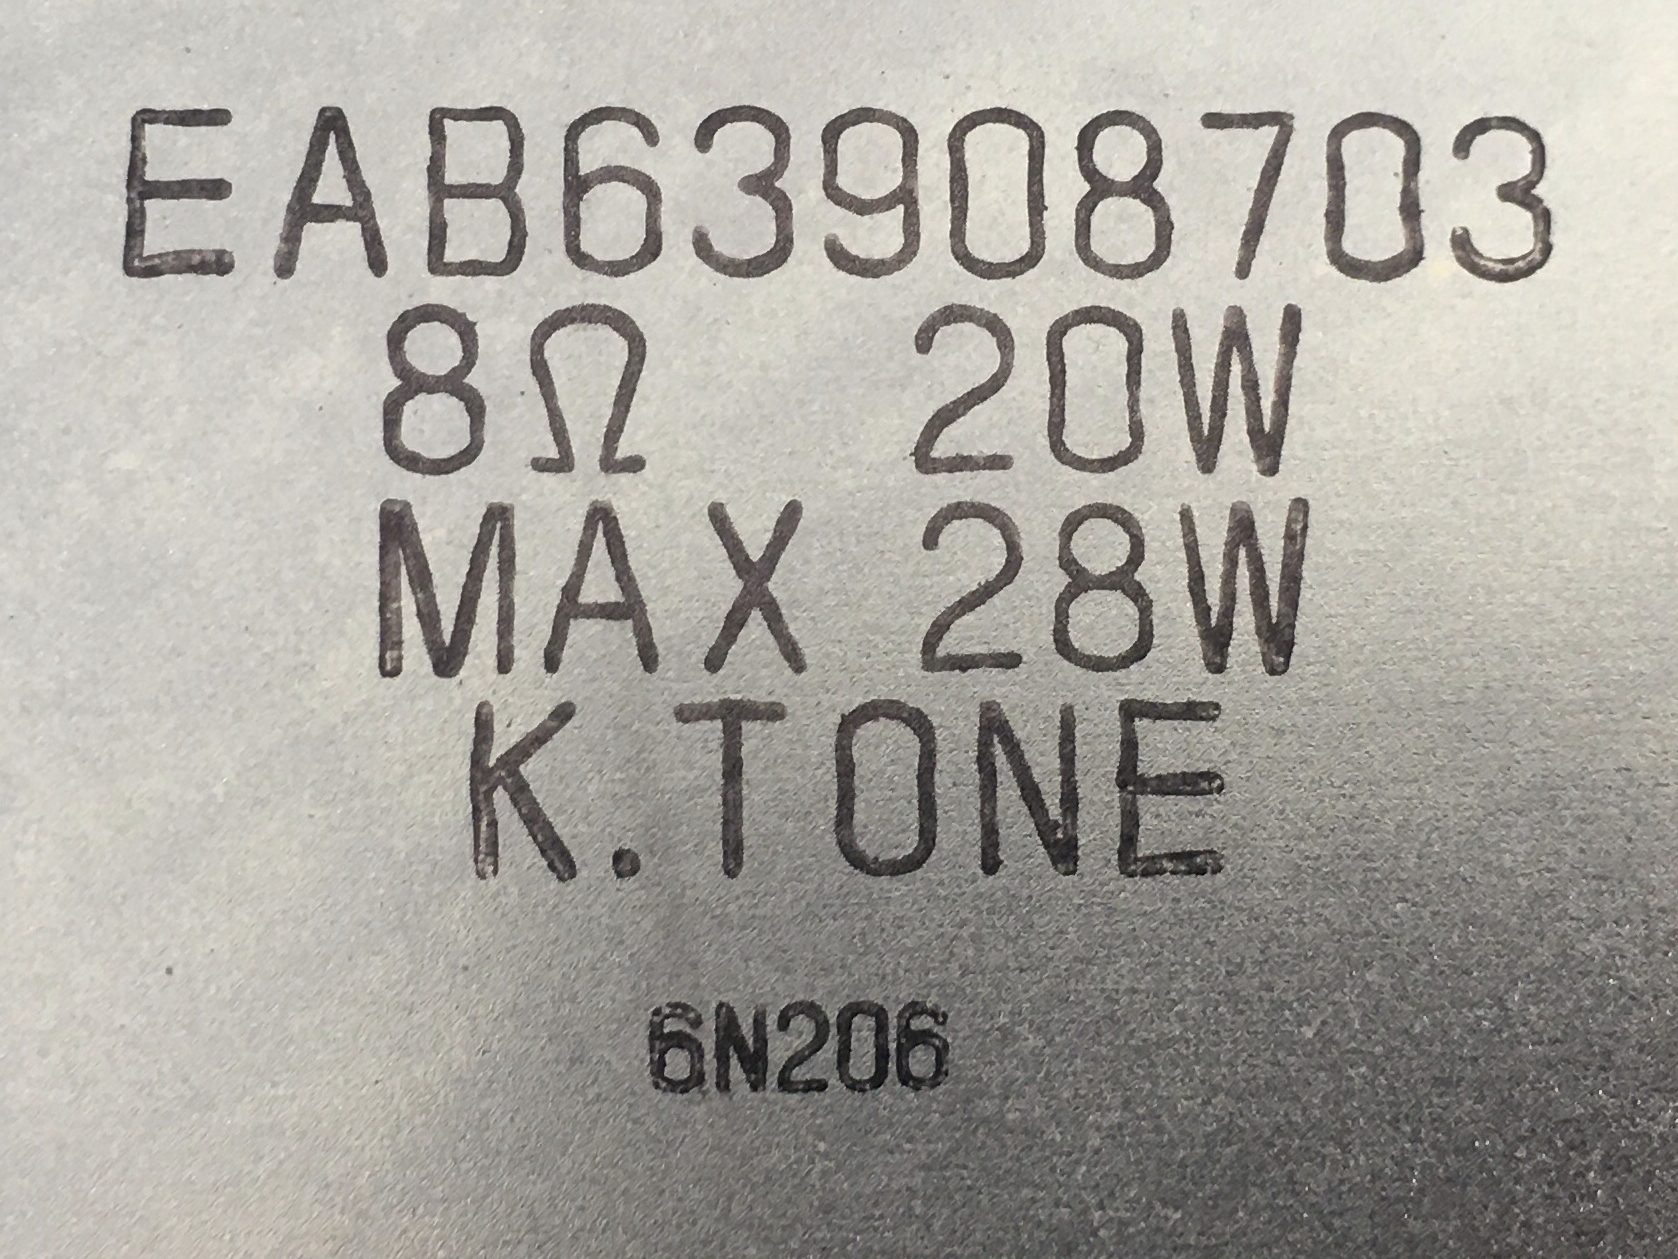 EAB63908703
8Ω 20W
MAX 28W
K.TONE
6N206